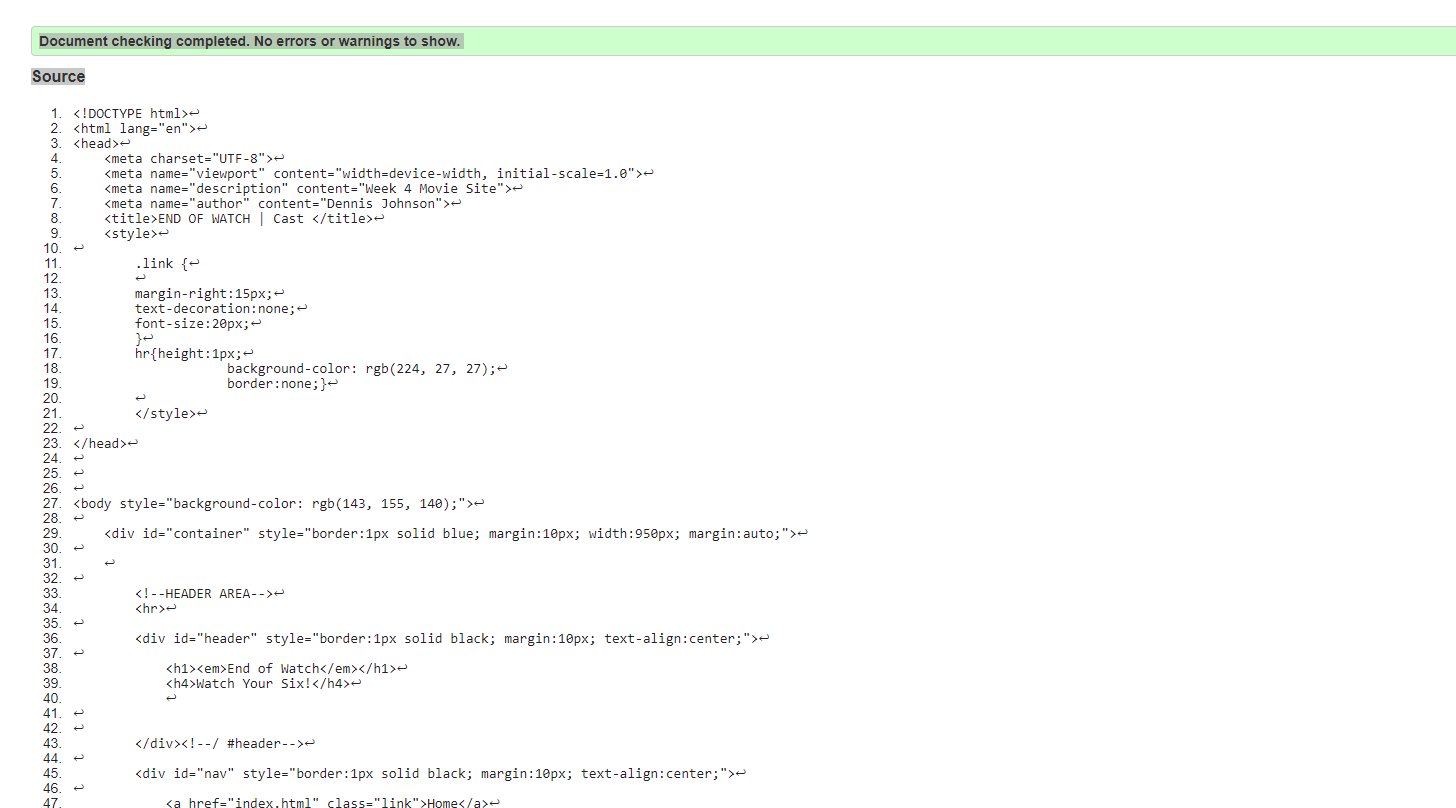 Document checking completed. No errors or warnings to show.
Source
1. <!DOCTYPE html>↩
2. <html lang="en">↩
3. <head>↩
4.     <meta charset="UTF-8">↩
5.     <meta name="viewport" content="width=device-width, initial-scale=1.0">↩
6.     <meta name="description" content="Week 4 Movie Site">↩
7.     <meta name="author" content="Dennis Johnson">↩
8.     <title>END OF WATCH | Cast </title>↩
9.     <style>↩
10. ↩
11.         .link {↩
12.         ↩
13.         margin-right:15px;↩
14.         text-decoration:none;↩
15.         font-size:20px;↩
16.         }↩
17.         hr{height:1px;↩
18.                     background-color: rgb(224, 27, 27);↩
19.                     border:none;}↩
20.         ↩
21.         </style>↩
22. ↩
23. </head>↩
24. ↩
25. ↩
26. ↩
27. <body style="background-color: rgb(143, 155, 140);">↩
28. ↩
29.     <div id="container" style="border:1px solid blue; margin:10px; width:950px; margin:auto;">↩
30. ↩
31.     ↩
32. ↩
33.         <!--HEADER AREA-->↩
34.         <hr>↩
35. ↩
36.         <div id="header" style="border:1px solid black; margin:10px; text-align:center;">↩
37. ↩
38.             <h1><em>End of Watch</em></h1>↩
39.             <h4>Watch Your Six!</h4>↩
40.             ↩
41. ↩
42. ↩
43.         </div><!--/ #header-->↩
44. ↩
45.         <div id="nav" style="border:1px solid black; margin:10px; text-align:center;">↩
46. ↩
47.             <a href="index.html" class="link">Home</a>↩